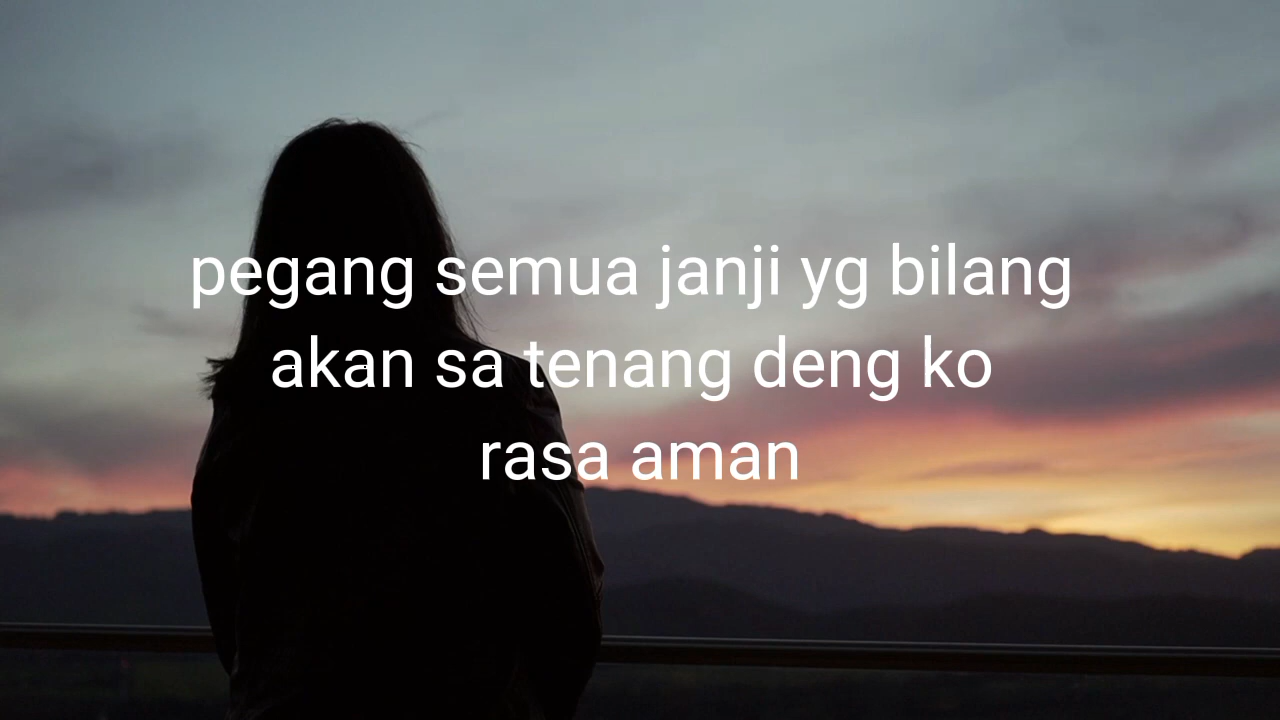 pegang semua janji yg bilang
akan sa tenang deng ko
rasa aman